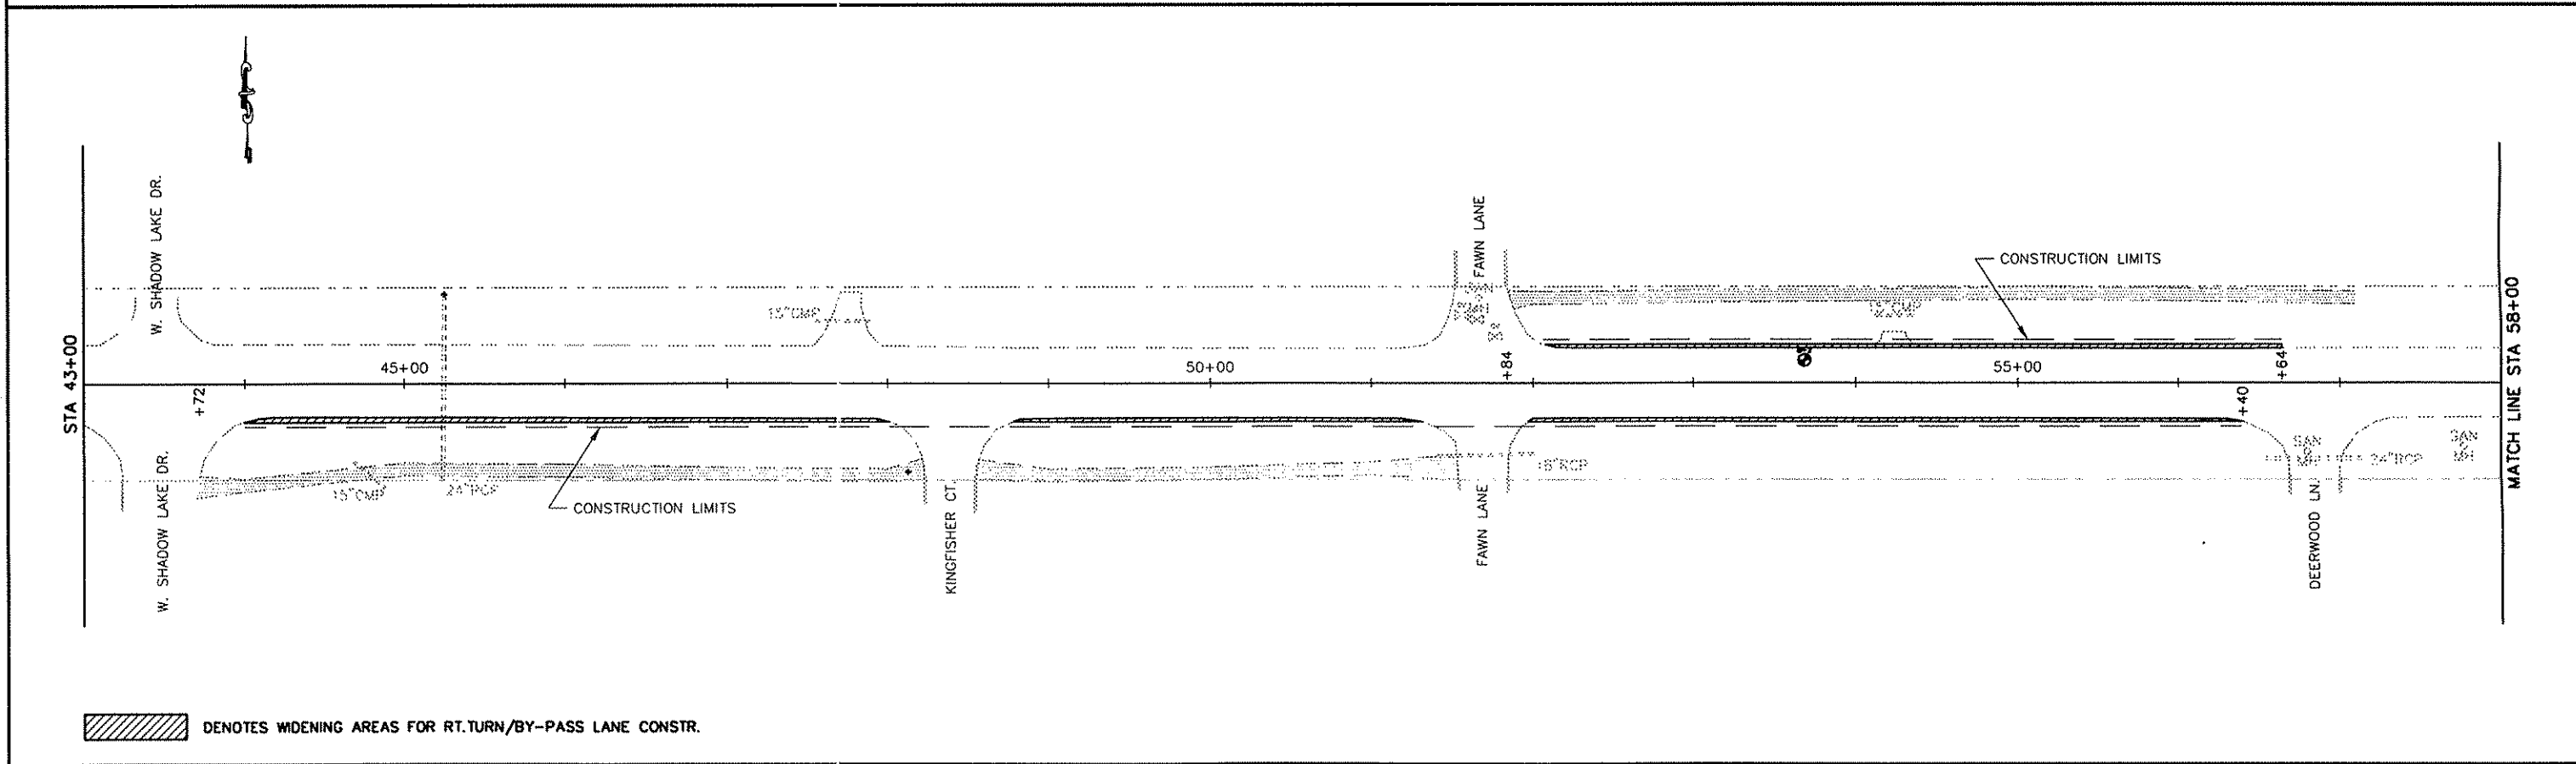 W. SHADOW LAKE DR.
FAWN LANE
CONSTRUCTION LIMITS
15"CMP
15"CMP
STA 43+00
45+00
50+00
+84
55+00
+64
MATCH LINE STA 58+00
+72
+40
SAN
MH
24"RCP
SAN
MH
15"CMP
24"RCP
CONSTRUCTION LIMITS
W. SHADOW LAKE DR.
KINGFISHER CT.
FAWN LANE
DEERWOOD LN.
DENOTES WIDENING AREAS FOR RT.TURN/BY-PASS LANE CONSTR.